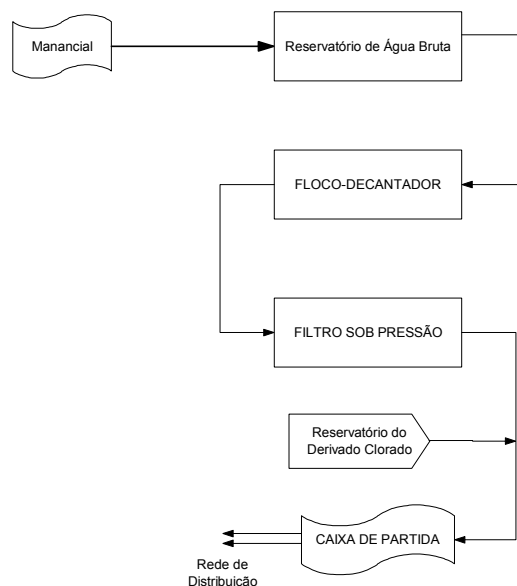 Manancial
Reservatório de Água Bruta
FLOCO-DECANTADOR
FILTRO SOB PRESSÃO
Reservatório do
Derivado Clorado
CAIXA DE PARTIDA
Rede de
Distribuição